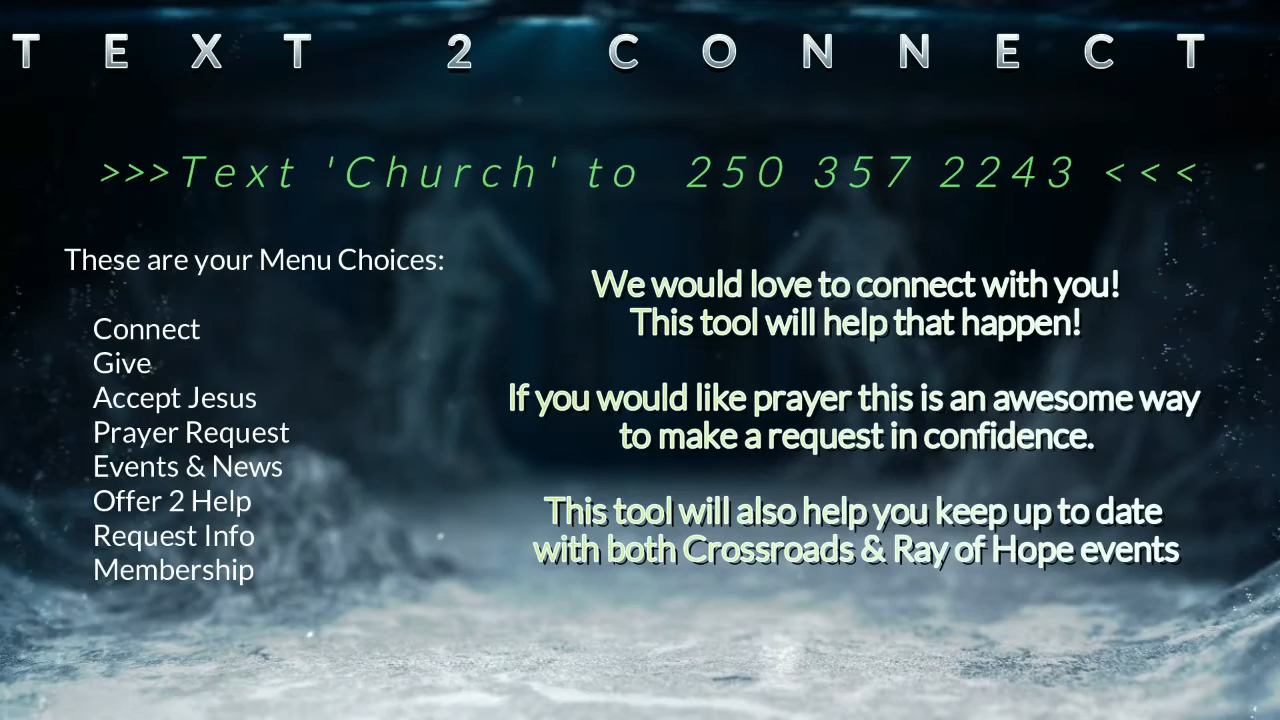 TEXT 2 CONNECT
>>>Text 'Church' to 250 357 2243 <<<
These are your Menu Choices:
Connect
Give
Accept Jesus
Prayer Request
Events & News
Offer 2 Help
Request Info
Membership
We would love to connect with you!
This tool will help that happen!
If you would like prayer this is an awesome way
to make a request in confidence.
This tool will also help you keep up to date
with both Crossroads & Ray of Hope events